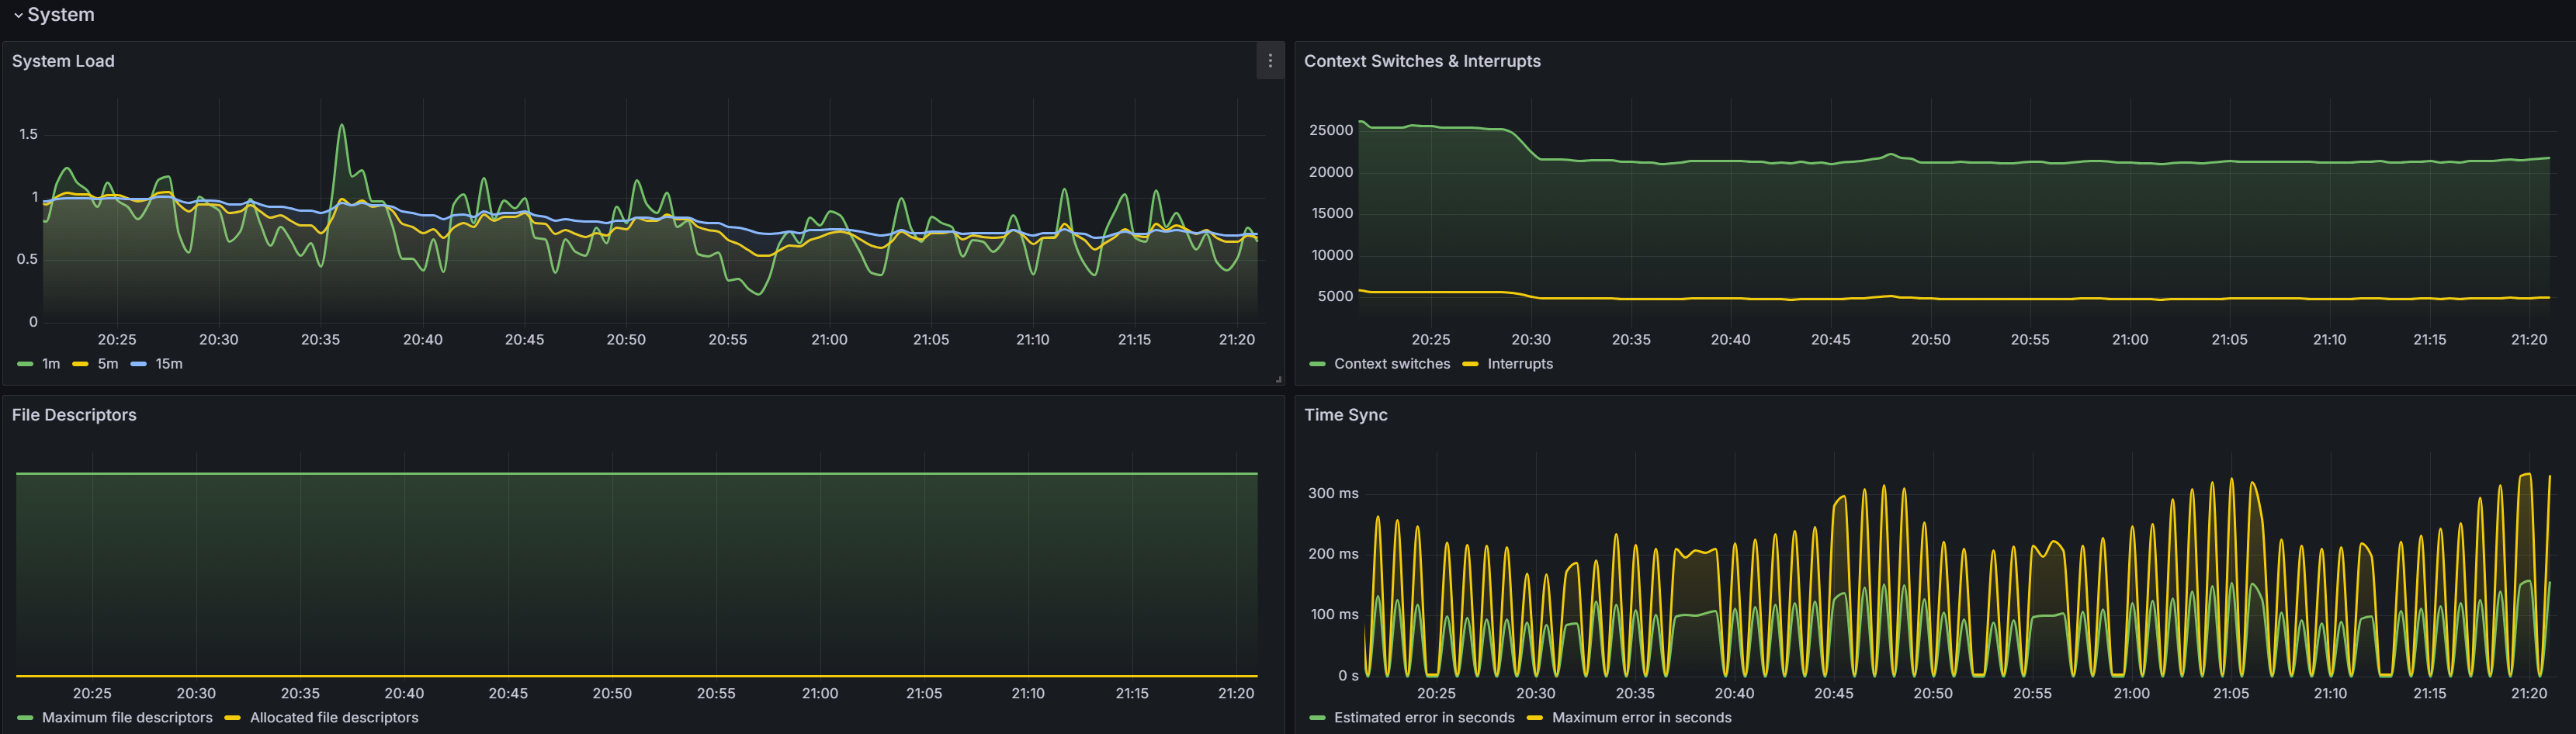 System
System Load
1.5
1
0.5
0
20:25 20:30 20:35 20:40 20:45 20:50 20:55 21:00 21:05 21:10 21:15 21:20
1m 5m 15m
Context Switches & Interrupts
25000
20000
15000
10000
5000
20:25 20:30 20:35 20:40 20:45 20:50 20:55 21:00 21:05 21:10 21:15 21:20
Context switches Interrupts
File Descriptors
20:25 20:30 20:35 20:40 20:45 20:50 20:55 21:00 21:05 21:10 21:15 21:20
Maximum file descriptors Allocated file descriptors
Time Sync
300 ms
200 ms
100 ms
0 s
20:25 20:30 20:35 20:40 20:45 20:50 20:55 21:00 21:05 21:10 21:15 21:20
Estimated error in seconds Maximum error in seconds